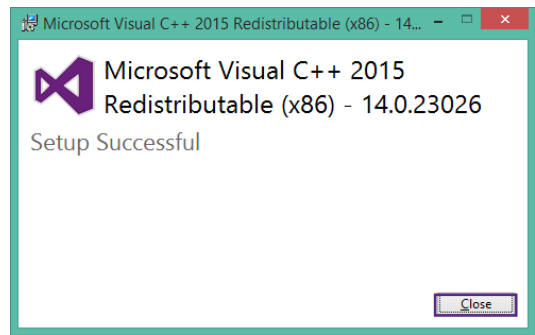 Microsoft Visual C++ 2015 Redistributable (x86) - 14...
Microsoft Visual C++ 2015
Redistributable (x86) - 14.0.23026
Setup Successful
Close